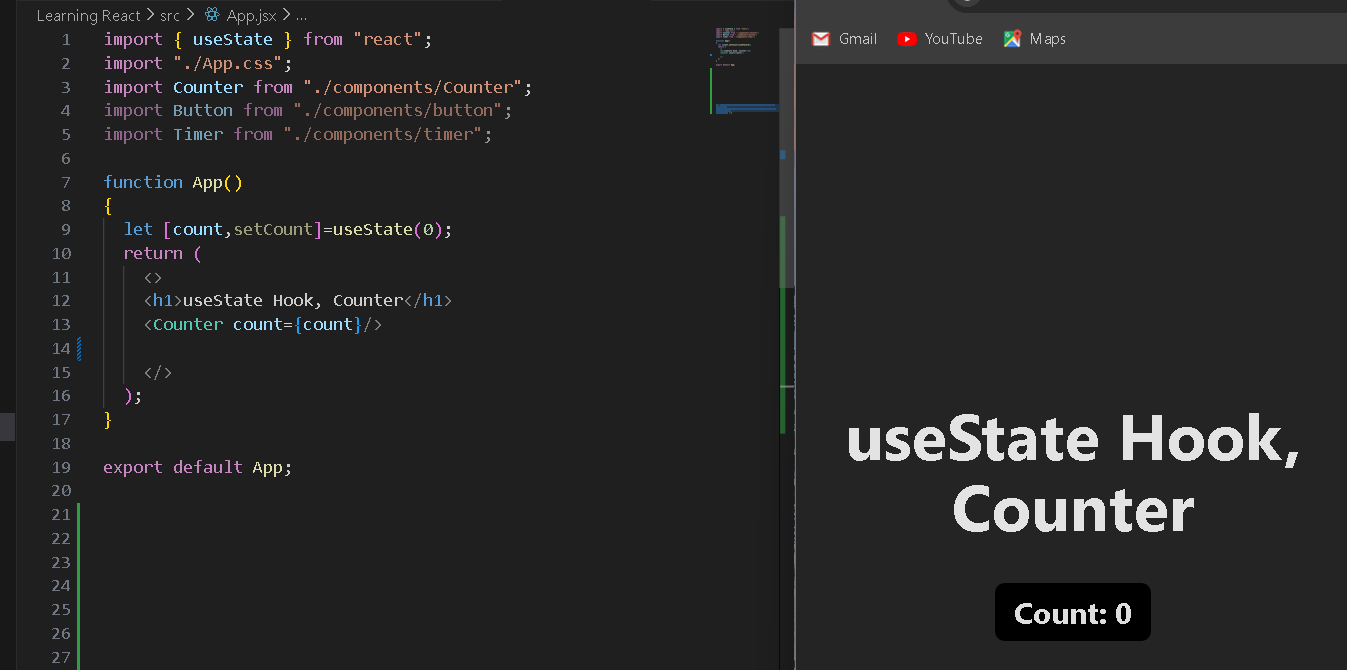 Learning React > src > App.jsx > ...
1 import { useState } from "react";
2 import "./App.css";
3 import Counter from "./components/Counter";
4 import Button from "./components/button";
5 import Timer from "./components/timer";
6
7 function App()
8 {
9 let [count,setCount]=useState(0);
10 return (
11 <>
12 <h1>useState Hook, Counter</h1>
13 <Counter count={count}/>
14
15 </>
16 );
17 }
18
19 export default App;
20
21
22
23
24
25
26
27
Gmail YouTube Maps
useState Hook,
Counter
Count: 0